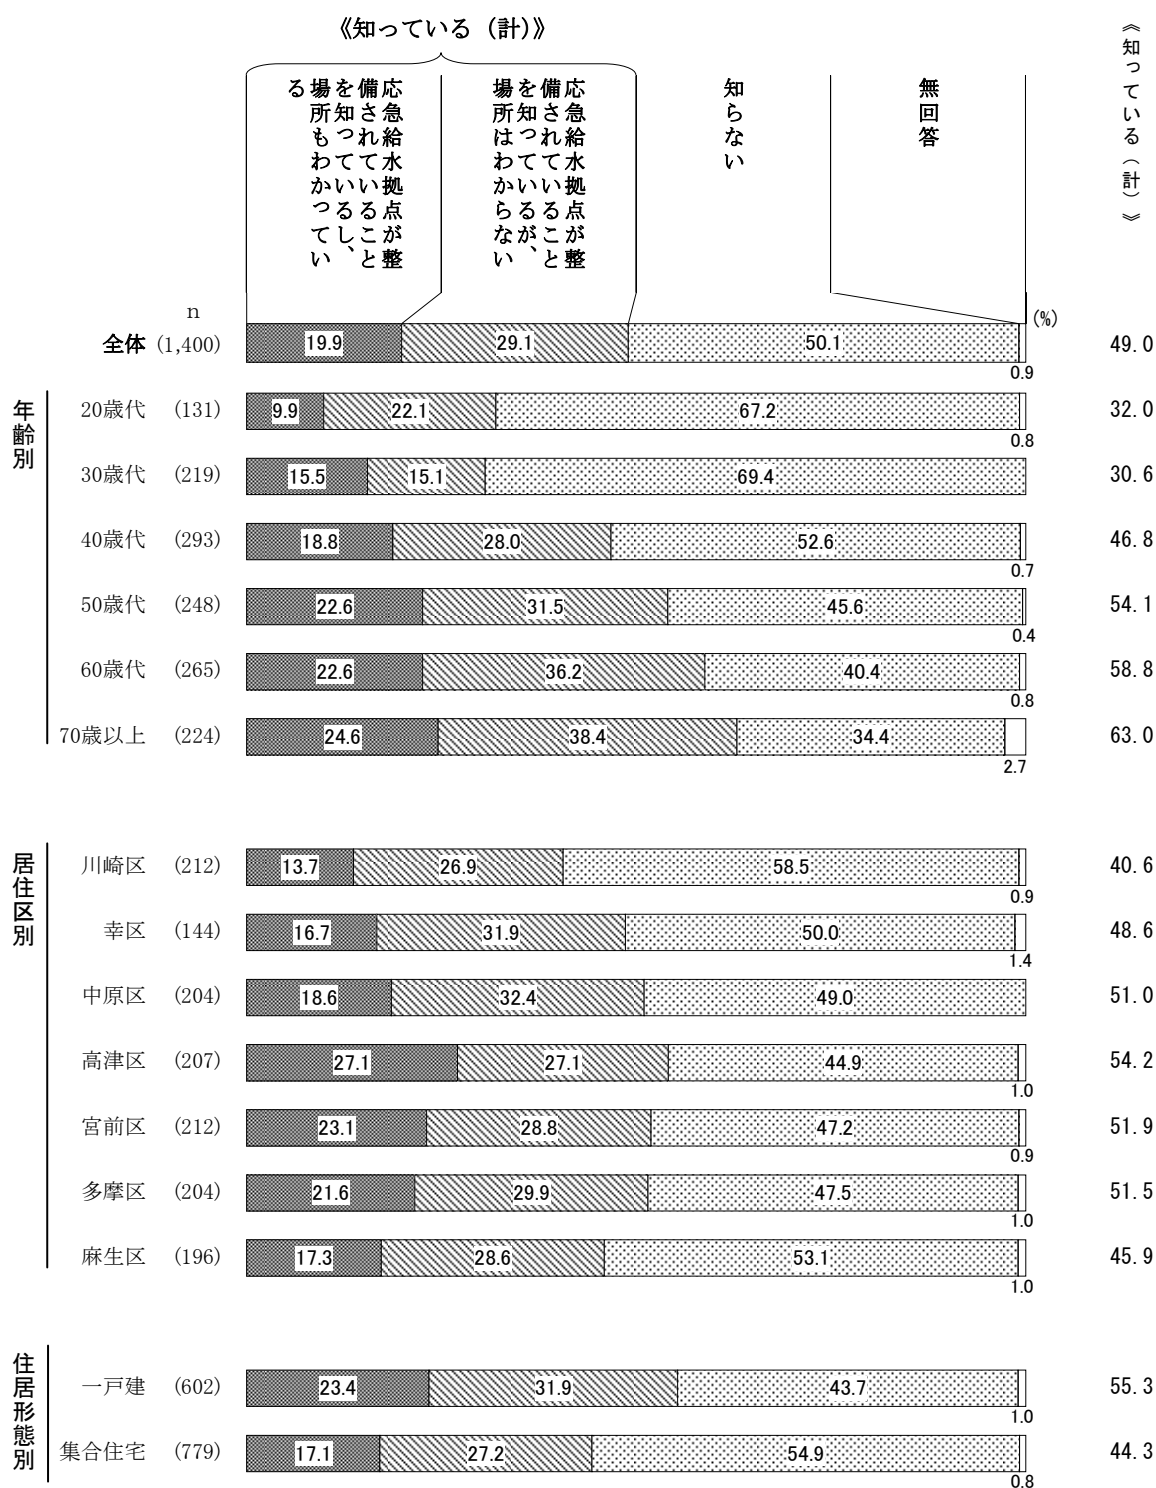 《知っている（計）》
応急給水拠点が整
備されていること
を知っているし、
場所もわかってい
る
応急給水拠点が整
備されていること
を知っているが、
場所はわからない
知らない
無回答
《知っている（計）》
n
(%)
全体 (1,400) 19.9 29.1 50.1 0.9 49.0
年齢別
20歳代 (131) 9.9 22.1 67.2 0.8 32.0
30歳代 (219) 15.5 15.1 69.4 30.6
40歳代 (293) 18.8 28.0 52.6 0.7 46.8
50歳代 (248) 22.6 31.5 45.6 0.4 54.1
60歳代 (265) 22.6 36.2 40.4 0.8 58.8
70歳以上 (224) 24.6 38.4 34.4 2.7 63.0
居住区別
川崎区 (212) 13.7 26.9 58.5 0.9 40.6
幸区 (144) 16.7 31.9 50.0 1.4 48.6
中原区 (204) 18.6 32.4 49.0 51.0
高津区 (207) 27.1 27.1 44.9 1.0 54.2
宮前区 (212) 23.1 28.8 47.2 0.9 51.9
多摩区 (204) 21.6 29.9 47.5 1.0 51.5
麻生区 (196) 17.3 28.6 53.1 1.0 45.9
住居形態別
一戸建 (602) 23.4 31.9 43.7 1.0 55.3
集合住宅 (779) 17.1 27.2 54.9 0.8 44.3